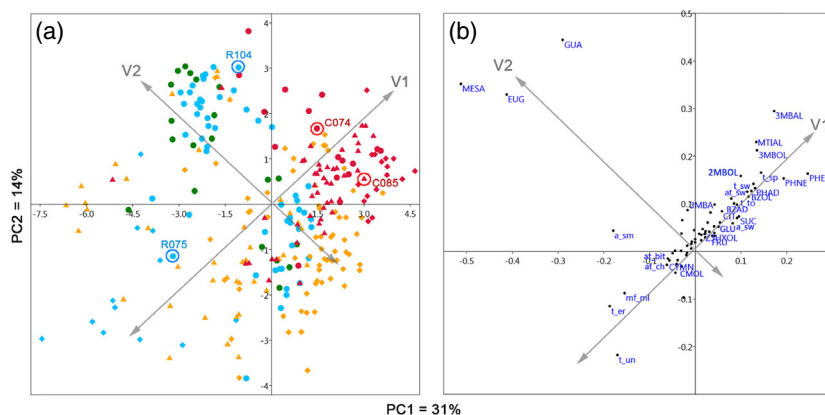 (a)
R104
V2
V1
C074
C085
R075
4
3
2
1
-7.5
-6.0
-4.5
-3.0
-1.5
1.5
3.0
4.5
-1
-2
-3
-4
PC2 = 14%
PC1 = 31%
(b)
0.5
0.4
0.3
0.2
0.1
-0.1
-0.2
-0.5
-0.4
-0.3
-0.2
-0.1
0.1
0.2
V2
GUA
MESA
EUG
3MBAL
V1
MTIAL
3MBOL
2MBOL
t_sp
PHNE
PHE
t_sw
at_sw
PHAD
BZOL
t_to
BZAD
CIT
SUC
a_sw
GLU
FRU
a_sm
at_bit
at_ch
CMOL
mf_ml
t_er
t_un